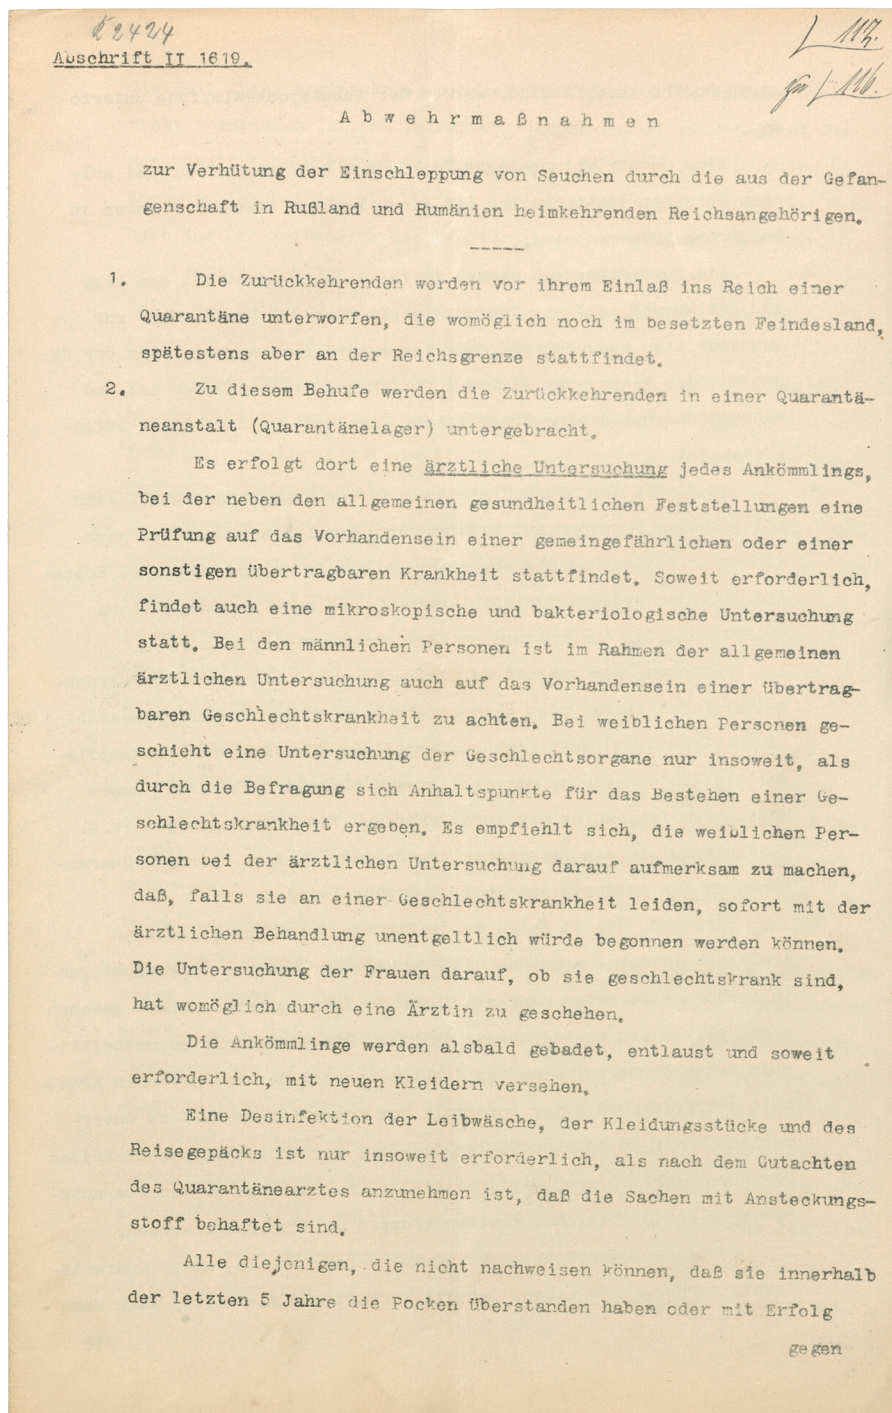 K 2424
Abschrift II 1619.
[ 117.
zu [ 116.
Abwehrmaßnahmen
zur Verhütung der Einschleppung von Seuchen durch die aus der Gefan-
genschaft in Rußland und Rumänien heimkehrenden Reichsangehörigen.
-----
1. Die Zurückkehrenden werden vor ihrem Einlaß ins Reich einer
Quarantäne unterworfen, die womöglich noch im besetzten Feindesland,
spätestens aber an der Reichsgrenze stattfindet.
2. Zu diesem Behufe werden die Zurückkehrenden in einer Quarantä-
neanstalt (Quarantänelager) untergebracht.
Es erfolgt dort eine ärztliche Untersuchung jedes Ankömmlings,
bei der neben den allgemeinen gesundheitlichen Feststellungen eine
Prüfung auf das Vorhandensein einer gemeingefährlichen oder einer
sonstigen übertragbaren Krankheit stattfindet. Soweit erforderlich,
findet auch eine mikroskopische und bakteriologische Untersuchung
statt. Bei den männlichen Personen ist im Rahmen der allgemeinen
ärztlichen Untersuchung auch auf das Vorhandensein einer übertrag-
baren Geschlechtskrankheit zu achten. Bei weiblichen Personen ge-
schieht eine Untersuchung der Geschlechtsorgane nur insoweit, als
durch die Befragung sich Anhaltspunkte für das Bestehen einer Ge-
schlechtskrankheit ergeben. Es empfiehlt sich, die weiblichen Per-
sonen bei der ärztlichen Untersuchung darauf aufmerksam zu machen,
daß, falls sie an einer Geschlechtskrankheit leiden, sofort mit der
ärztlichen Behandlung unentgeltlich würde begonnen werden können.
Die Untersuchung der Frauen darauf, ob sie geschlechtskrank sind,
hat womöglich durch eine Ärztin zu geschehen.
Die Ankömmlinge werden alsbald gebadet, entlaust und soweit
erforderlich, mit neuen Kleidern versehen.
Eine Desinfektion der Leibwäsche, der Kleidungsstücke und des
Reisegepäcks ist nur insoweit erforderlich, als nach dem Gutachten
des Quarantänearztes anzunehmen ist, daß die Sachen mit Ansteckungs-
stoff behaftet sind.
Alle diejenigen, die nicht nachweisen können, daß sie innerhalb
der letzten 5 Jahre die Pocken überstanden haben oder mit Erfolg
gegen